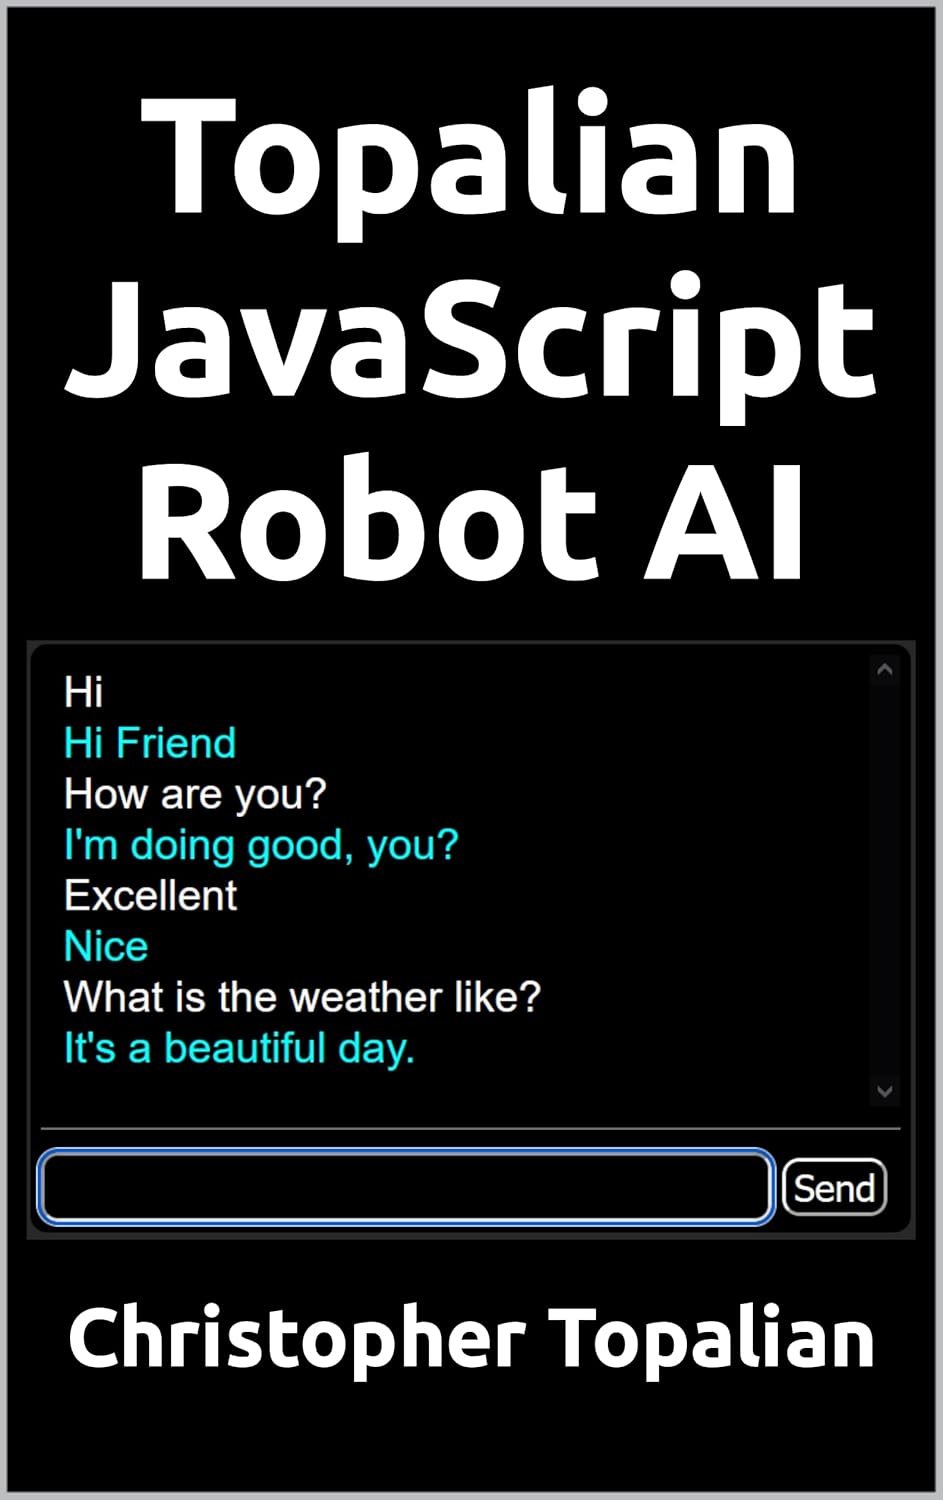 Topalian
JavaScript
Robot AI
Hi
Hi Friend
How are you?
I'm doing good, you?
Excellent
Nice
What is the weather like?
It's a beautiful day.
Send
Christopher Topalian